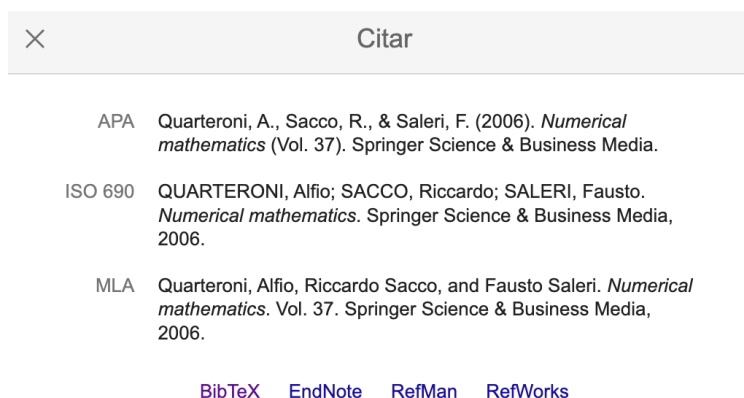 Citar
APA Quarteroni, A., Sacco, R., & Saleri, F. (2006). Numerical
mathematics (Vol. 37). Springer Science & Business Media.
ISO 690 QUARTERONI, Alfio; SACCO, Riccardo; SALERI, Fausto.
Numerical mathematics. Springer Science & Business Media,
2006.
MLA Quarteroni, Alfio, Riccardo Sacco, and Fausto Saleri. Numerical
mathematics. Vol. 37. Springer Science & Business Media,
2006.
BibTeX EndNote RefMan RefWorks